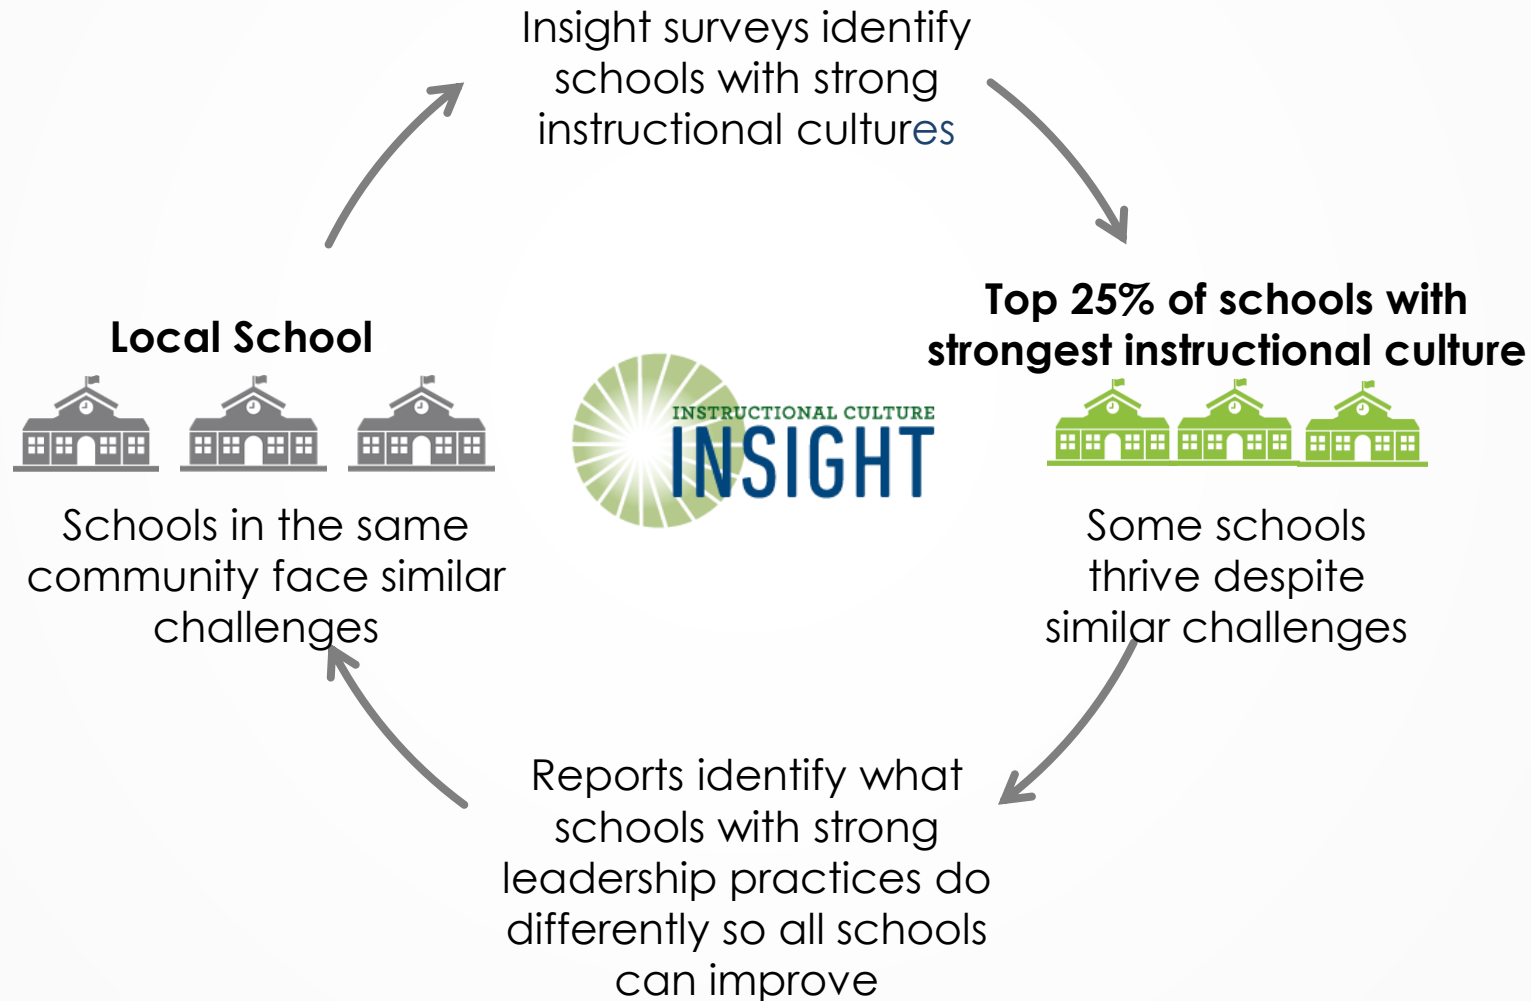 Insight surveys identify
schools with strong
instructional cultures
Top 25% of schools with
strongest instructional culture
Some schools
thrive despite
similar challenges
Reports identify what
schools with strong
leadership practices do
differently so all schools
can improve
Local School
Schools in the same
community face similar
challenges
INSTRUCTIONAL CULTURE
INSIGHT